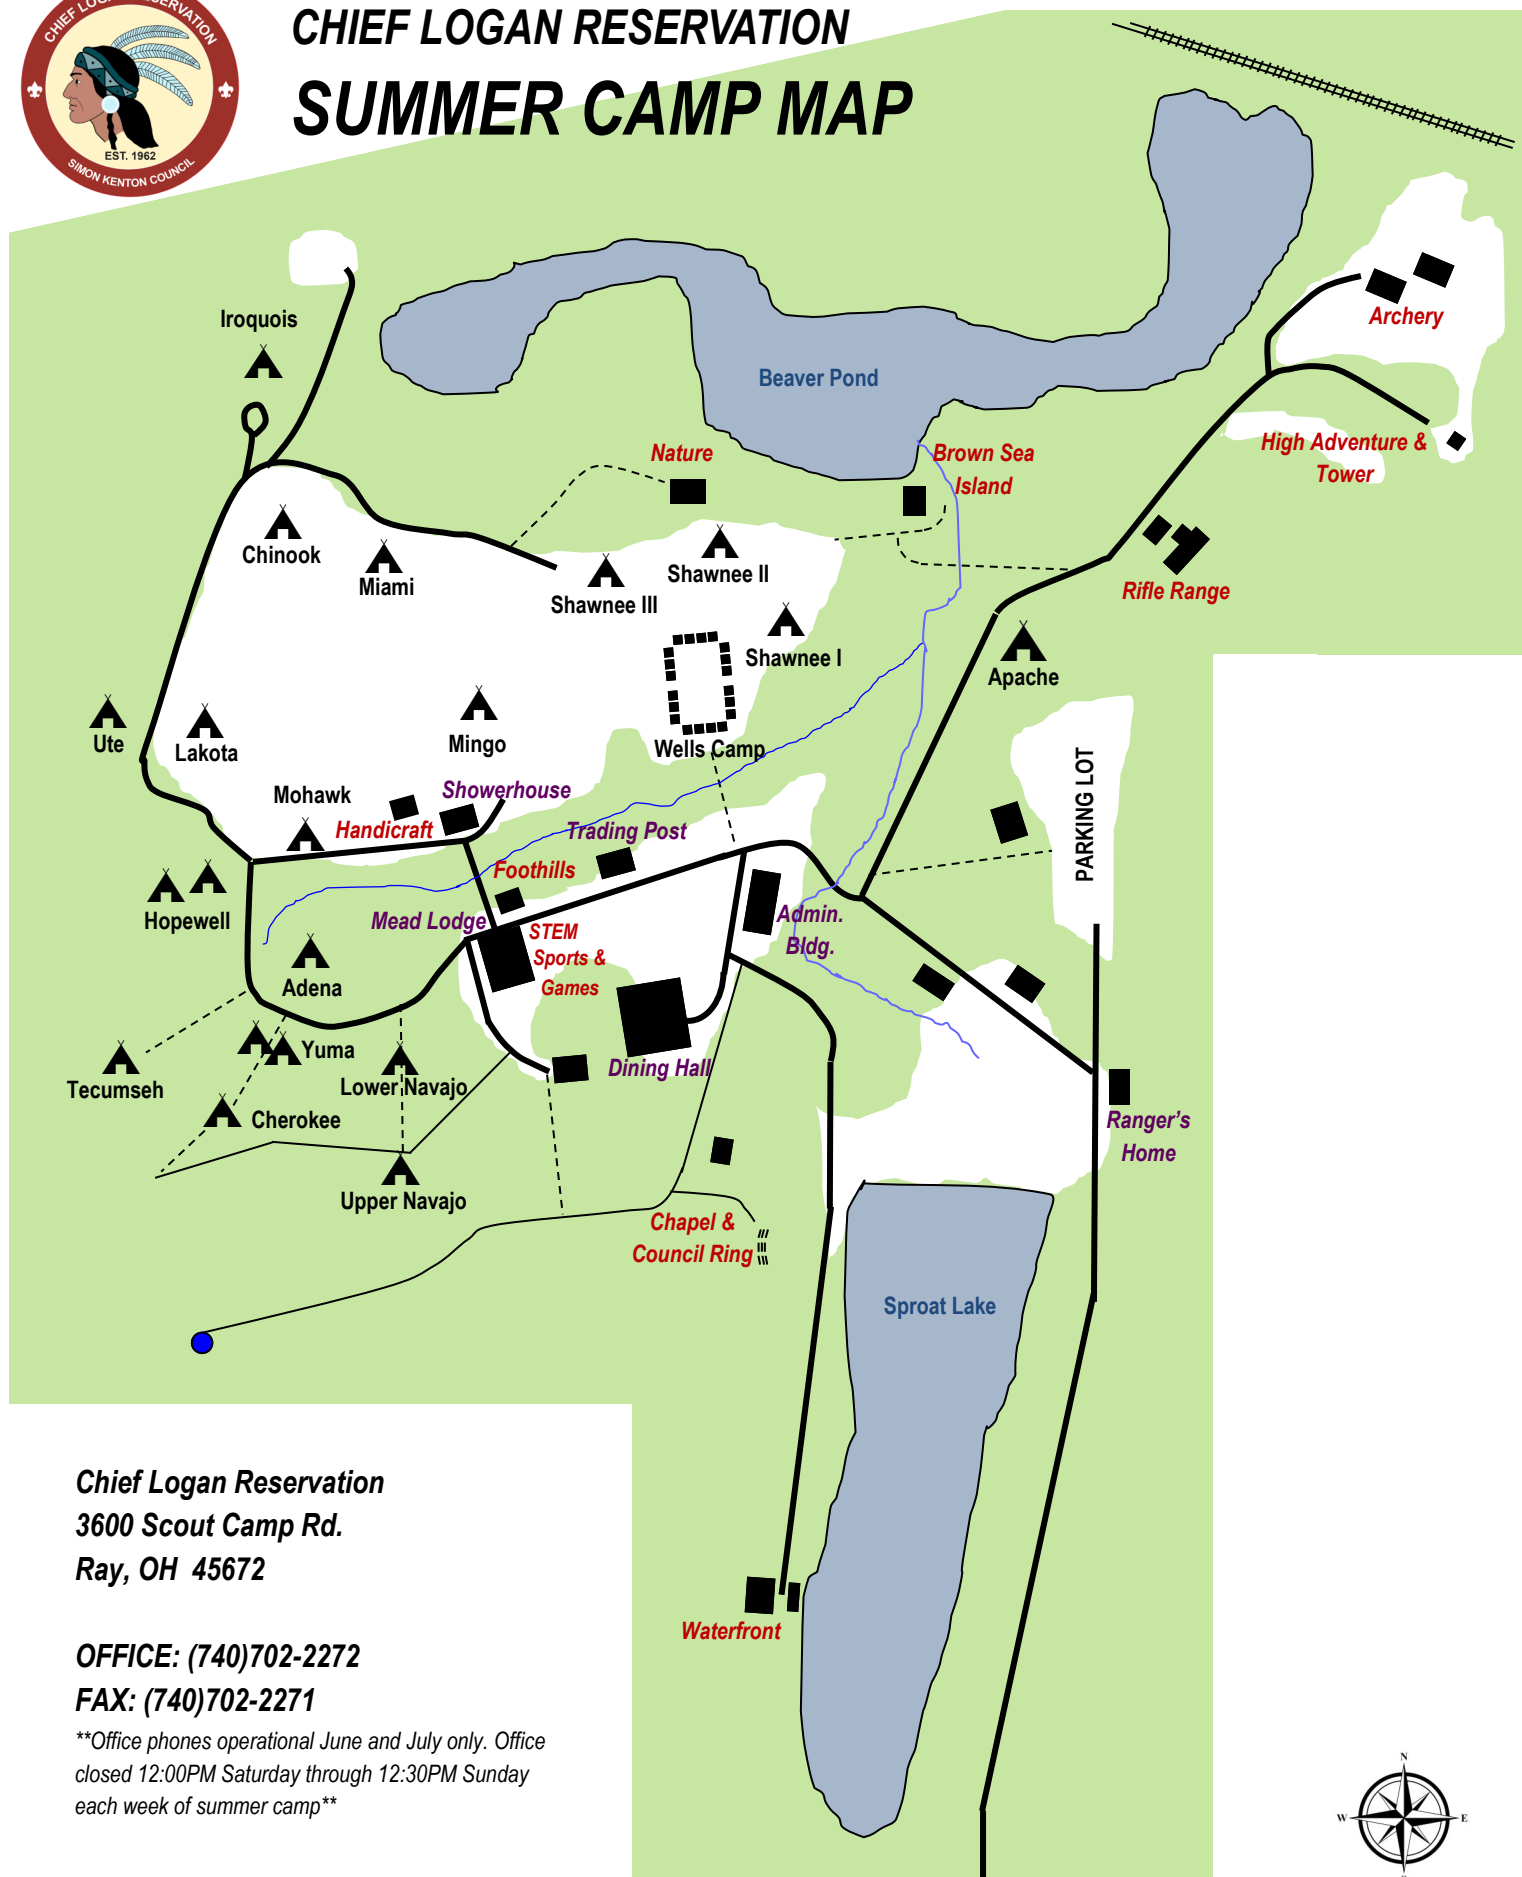 CHIEF LOGAN RESERVATION
EST. 1962
SIMON KENTON COUNCIL
CHIEF LOGAN RESERVATION
SUMMER CAMP MAP
Iroquois
Archery
Beaver Pond
High Adventure &
Tower
Nature
Brown Sea
Island
Chinook
Miami
Shawnee II
Shawnee III
Rifle Range
Shawnee I
Apache
Ute
Lakota
Mingo
Wells Camp
PARKING LOT
Mohawk
Showerhouse
Handicraft
Trading Post
Foothills
Hopewell
Mead Lodge
STEM
Sports &
Games
Admin.
Bldg.
Adena
Yuma
Tecumseh
Lower Navajo
Dining Hall
Cherokee
Ranger's
Home
Upper Navajo
Chapel &
Council Ring
Sproat Lake
Chief Logan Reservation
3600 Scout Camp Rd.
Ray, OH 45672
OFFICE: (740)702-2272
FAX: (740)702-2271
**Office phones operational June and July only. Office
closed 12:00PM Saturday through 12:30PM Sunday
each week of summer camp**
Waterfront
N
W
E